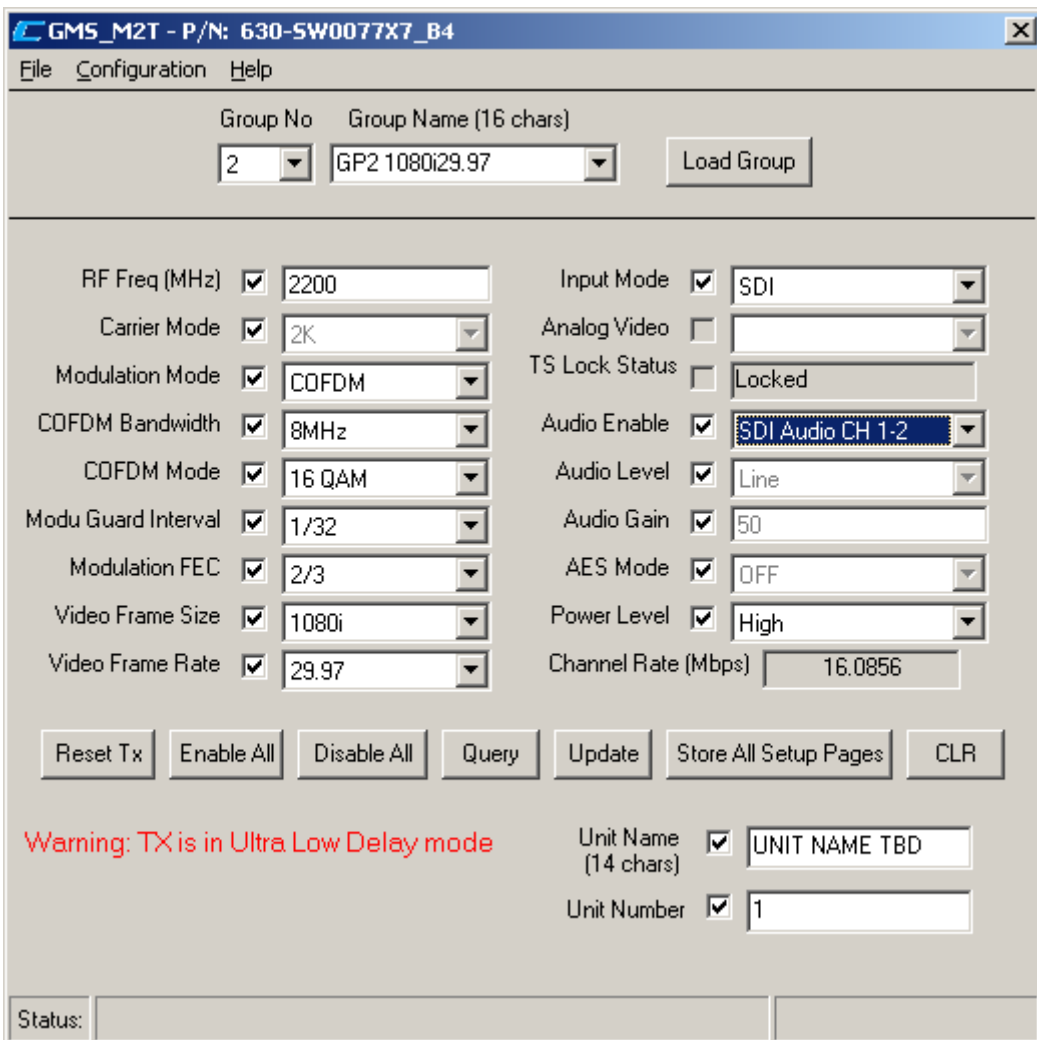 GMS_M2T - P/N: 630-SW0077X7_B4
File Configuration Help
Group No Group Name (16 chars)
2 GP2 1080i29.97 Load Group
RF Freq (MHz) 2200 Input Mode SDI
Carrier Mode 2K Analog Video
TS Lock Status Locked
Modulation Mode COFDM
COFDM Bandwidth 8MHz Audio Enable SDI Audio CH 1-2
COFDM Mode 16 QAM Audio Level Line
Modu Guard Interval 1/32 Audio Gain 50
Modulation FEC 2/3 AES Mode OFF
Video Frame Size 1080i Power Level High
Video Frame Rate 29.97 Channel Rate (Mbps) 16.0856
Reset Tx Enable All Disable All Query Update Store All Setup Pages CLR
Warning: TX is in Ultra Low Delay mode
Unit Name
(14 chars) UNIT NAME TBD
Unit Number 1
Status: